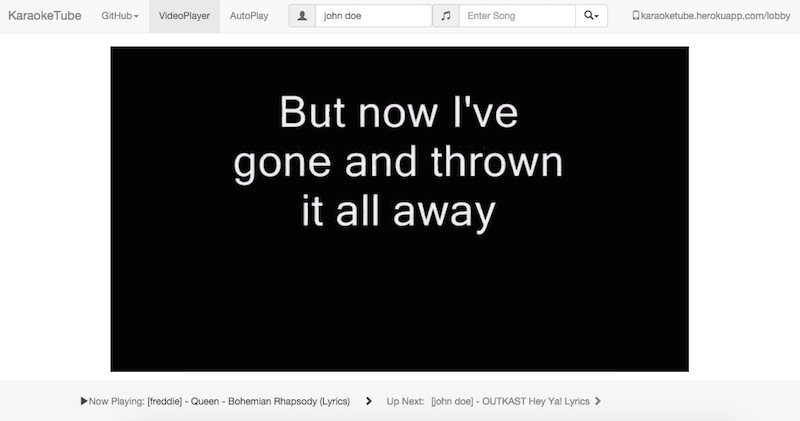 KaraokeTube GitHub VideoPlayer AutoPlay john doe Enter Song karaoketube.herokuapp.com/lobby
But now I've
gone and thrown
it all away
Now Playing: [freddie] - Queen - Bohemian Rhapsody (Lyrics) Up Next: [john doe] - OUTKAST Hey Ya! Lyrics